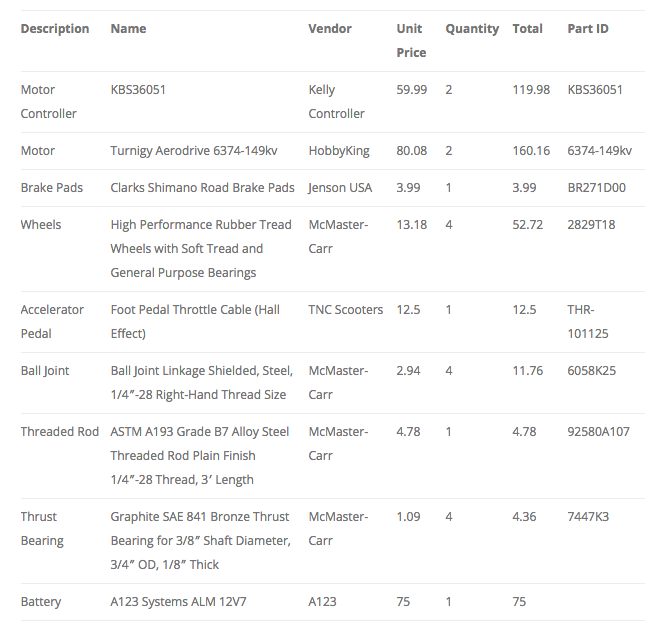 Description Name Vendor Unit Price Quantity Total Part ID
Motor Controller KBS36051 Kelly Controller 59.99 2 119.98 KBS36051
Motor Turnigy Aerodrive 6374-149kv HobbyKing 80.08 2 160.16 6374-149kv
Brake Pads Clarks Shimano Road Brake Pads Jenson USA 3.99 1 3.99 BR271D00
Wheels High Performance Rubber Tread Wheels with Soft Tread and General Purpose Bearings McMaster-Carr 13.18 4 52.72 2829T18
Accelerator Pedal Foot Pedal Throttle Cable (Hall Effect) TNC Scooters 12.5 1 12.5 THR-101125
Ball Joint Ball Joint Linkage Shielded, Steel, 1/4″-28 Right-Hand Thread Size McMaster-Carr 2.94 4 11.76 6058K25
Threaded Rod ASTM A193 Grade B7 Alloy Steel Threaded Rod Plain Finish 1/4″-28 Thread, 3′ Length McMaster-Carr 4.78 1 4.78 92580A107
Thrust Bearing Graphite SAE 841 Bronze Thrust Bearing for 3/8″ Shaft Diameter, 3/4″ OD, 1/8″ Thick McMaster-Carr 1.09 4 4.36 7447K3
Battery A123 Systems ALM 12V7 A123 75 1 75